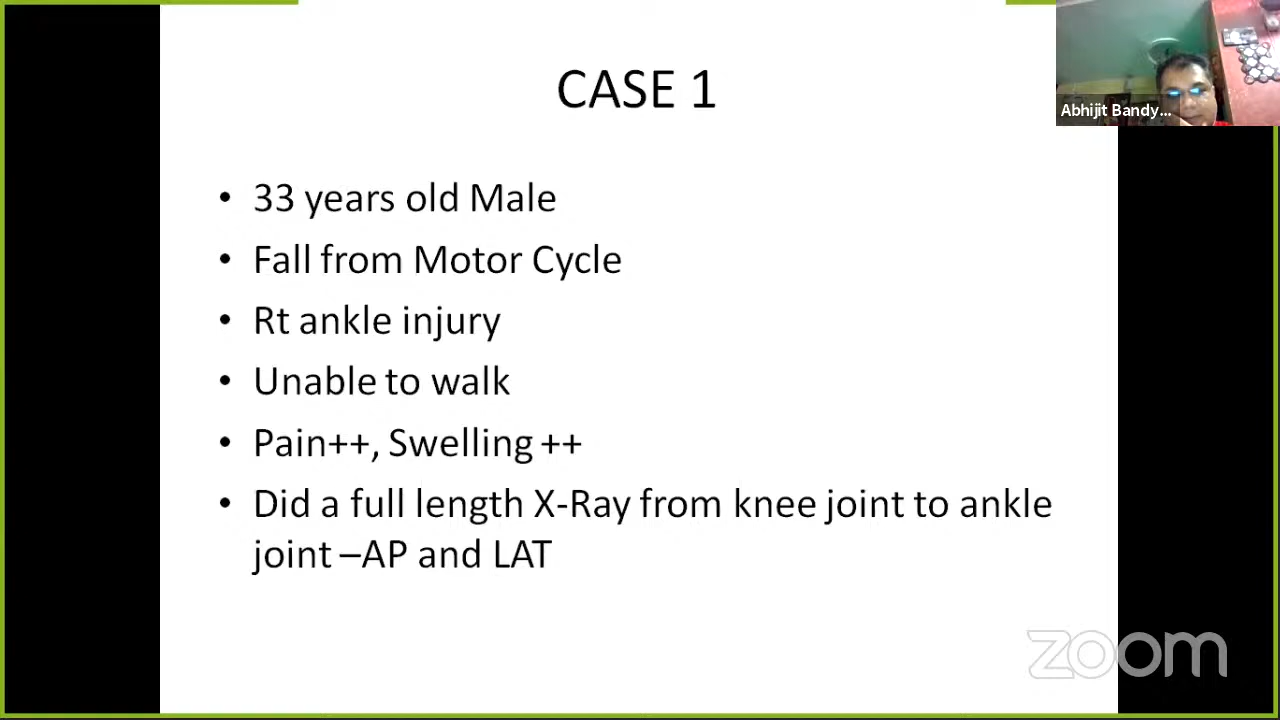 CASE 1
Abhijit Bandy...
• 33 years old Male
• Fall from Motor Cycle
• Rt ankle injury
• Unable to walk
• Pain++, Swelling ++
• Did a full length X-Ray from knee joint to ankle
joint –AP and LAT
zoom